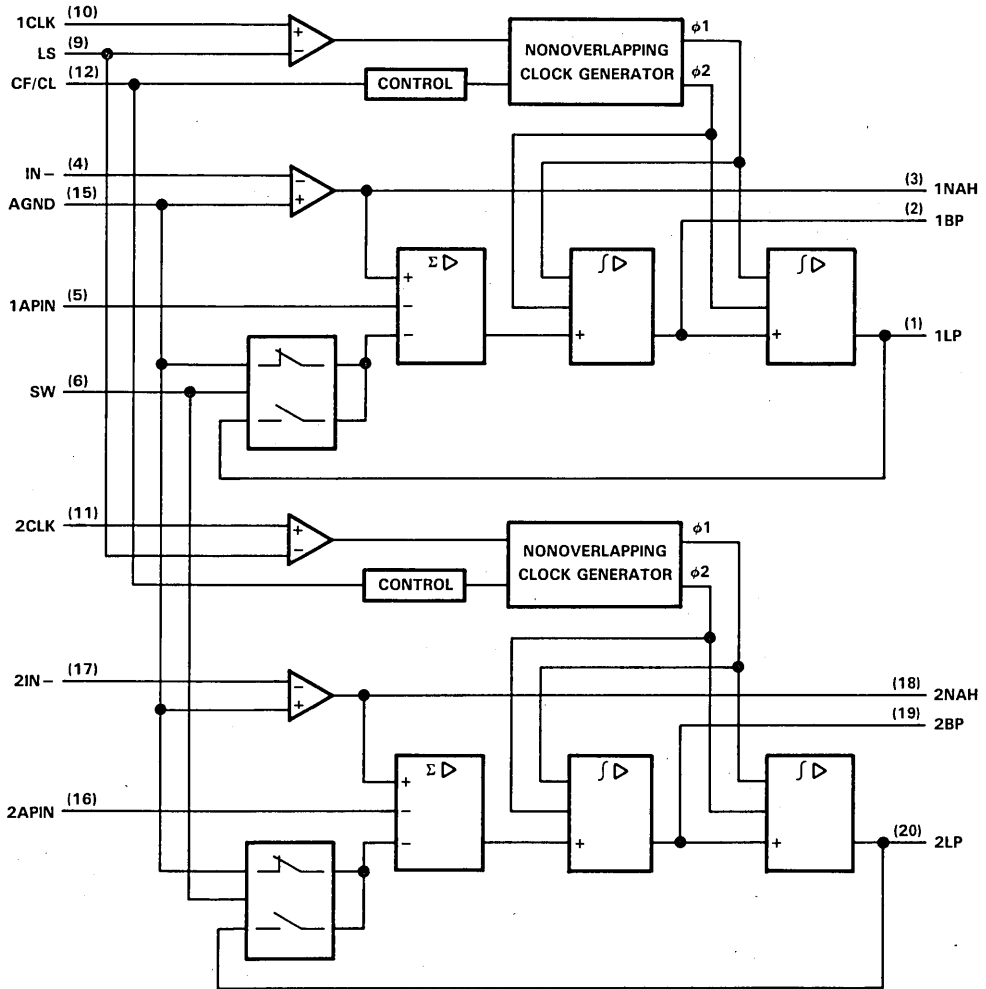 1CLK (10)
LS (9)
CF/CL (12)
+
−
CONTROL
NONOVERLAPPING
CLOCK GENERATOR
ϕ1
ϕ2
IN− (4)
AGND (15)
−
+
(3) 1NAH
(2) 1BP
Σ▷
+
−
−
∫▷
+
∫▷
+
1APIN (5)
SW (6)
(1) 1LP
2CLK (11)
+
−
CONTROL
NONOVERLAPPING
CLOCK GENERATOR
ϕ1
ϕ2
2IN− (17)
−
+
(18) 2NAH
(19) 2BP
Σ▷
+
−
−
∫▷
+
∫▷
+
2APIN (16)
(20) 2LP